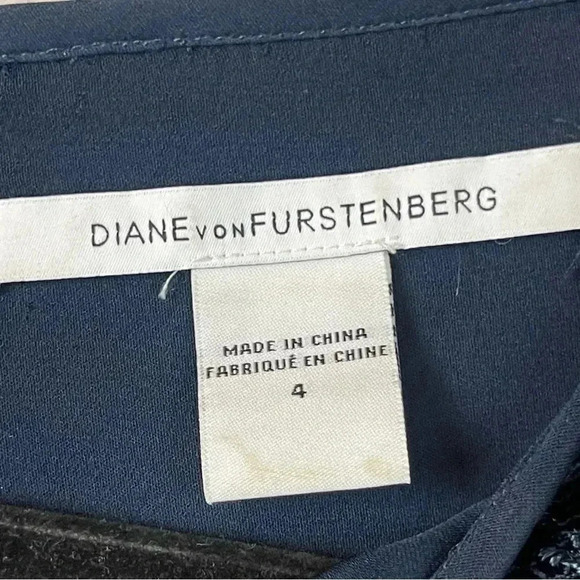 DIANE von FURSTENBERG
MADE IN CHINA
FABRIQUÉ EN CHINE
4